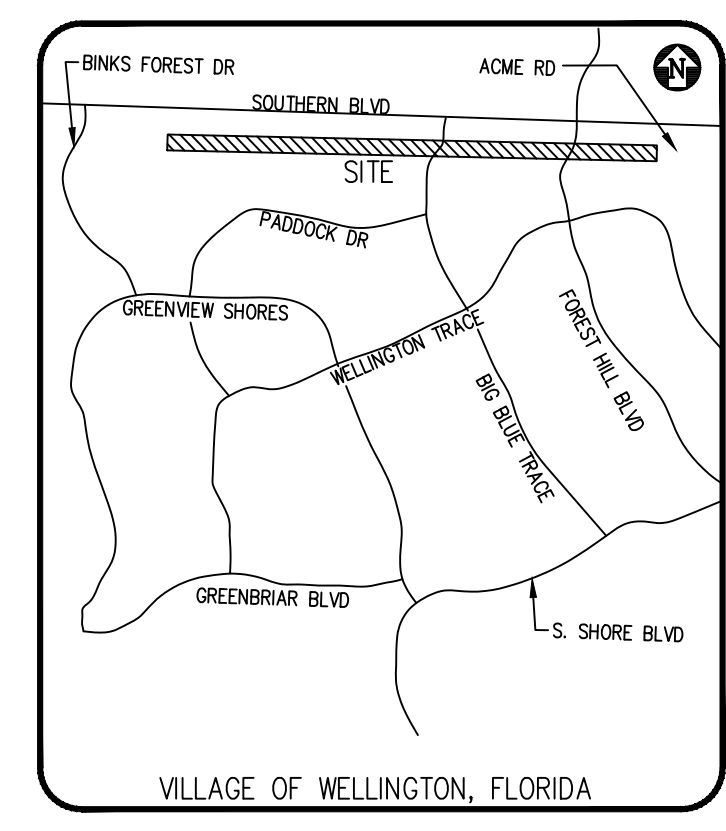 BINKS FOREST DR
ACME RD
N
SOUTHERN BLVD
SITE
PADDOCK DR
GREENVIEW SHORES
WELLINGTON TRACE
FOREST HILL BLVD
BIG BLUE TRACE
GREENBRIAR BLVD
S. SHORE BLVD
VILLAGE OF WELLINGTON, FLORIDA